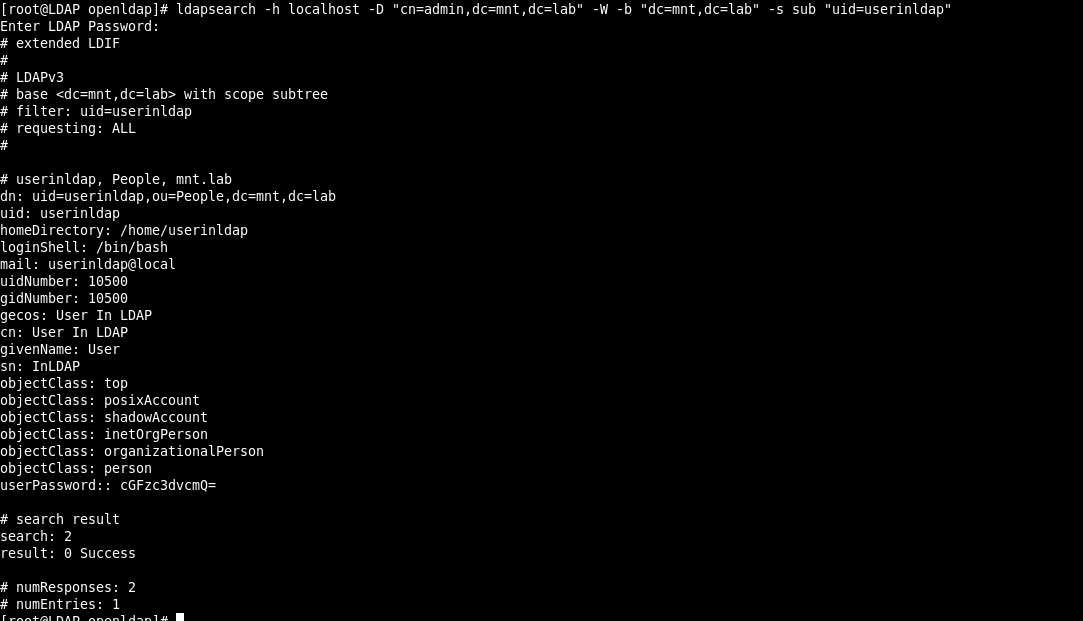 [root@LDAP openldap]# ldapsearch -h localhost -D "cn=admin,dc=mnt,dc=lab" -W -b "dc=mnt,dc=lab" -s sub "uid=userinldap"
Enter LDAP Password:
# extended LDIF
#
# LDAPv3
# base <dc=mnt,dc=lab> with scope subtree
# filter: uid=userinldap
# requesting: ALL
#
# userinldap, People, mnt.lab
dn: uid=userinldap,ou=People,dc=mnt,dc=lab
uid: userinldap
homeDirectory: /home/userinldap
loginShell: /bin/bash
mail: userinldap@local
uidNumber: 10500
gidNumber: 10500
gecos: User In LDAP
cn: User In LDAP
givenName: User
sn: InLDAP
objectClass: top
objectClass: posixAccount
objectClass: shadowAccount
objectClass: inetOrgPerson
objectClass: organizationalPerson
objectClass: person
userPassword:: cGFzc3dvcmQ=
# search result
search: 2
result: 0 Success
# numResponses: 2
# numEntries: 1
[root@LDAP openldap]#